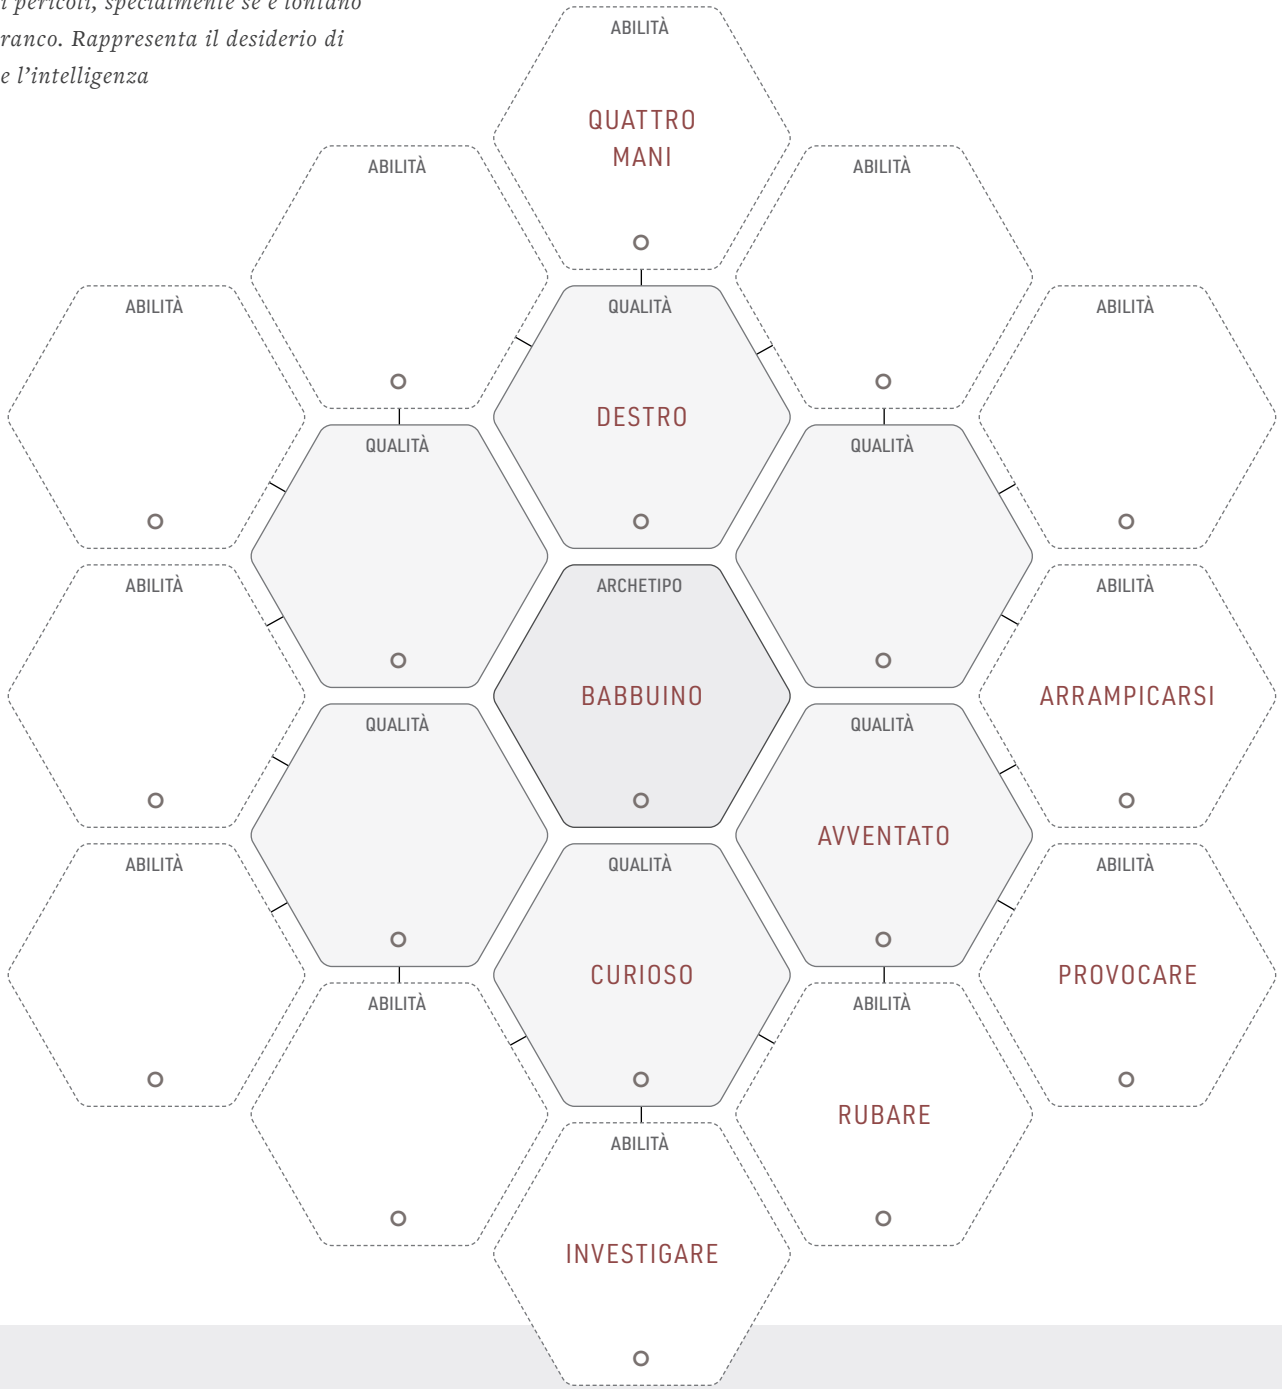 i pericoli, specialmente se è lontano
ranco. Rappresenta il desiderio di
e l’intelligenza
ABILITÀ
QUATTRO
MANI
ABILITÀ
ABILITÀ
ABILITÀ
QUALITÀ
DESTRO
ABILITÀ
QUALITÀ
QUALITÀ
ABILITÀ
ARCHETIPO
BABBUINO
ABILITÀ
ARRAMPICARSI
QUALITÀ
QUALITÀ
AVVENTATO
ABILITÀ
QUALITÀ
CURIOSO
ABILITÀ
PROVOCARE
ABILITÀ
ABILITÀ
RUBARE
ABILITÀ
INVESTIGARE